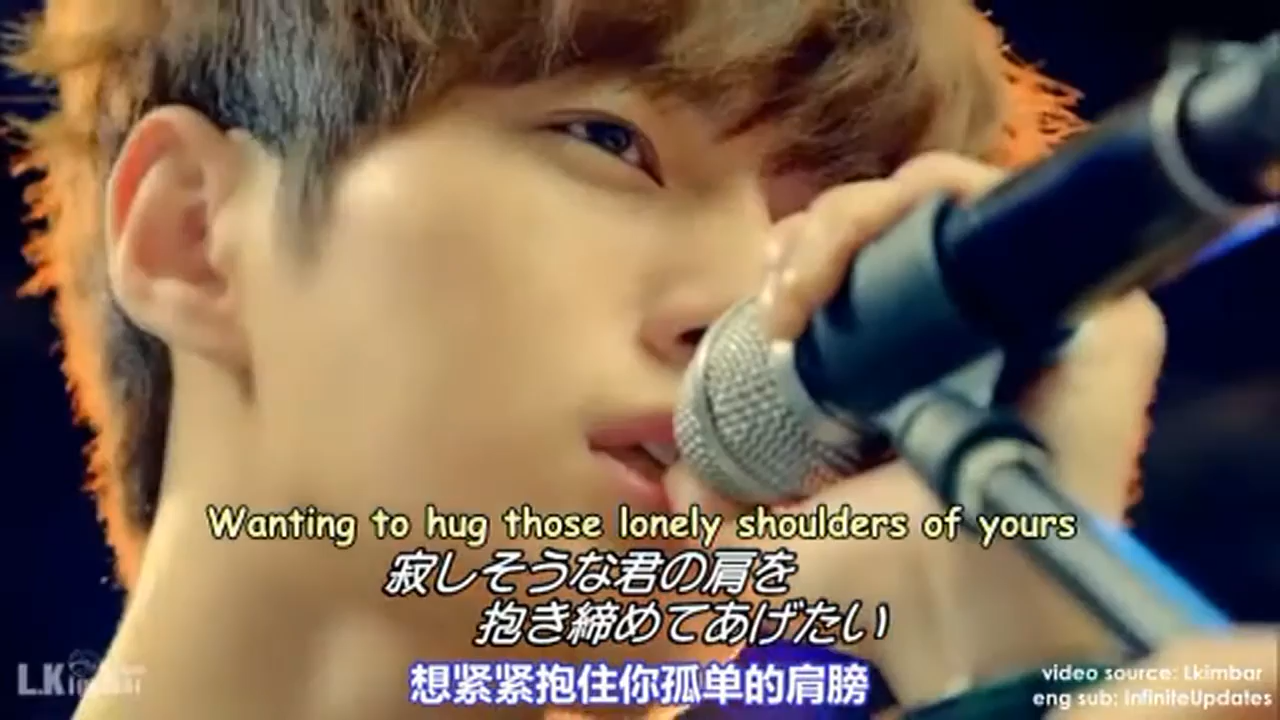 Wanting to hug those lonely shoulders of yours
寂しそうな君の肩を
抱き締めてあげたい
想紧紧抱住你孤单的肩膀
video source: Lkimbar
eng sub: InfiniteUpdates